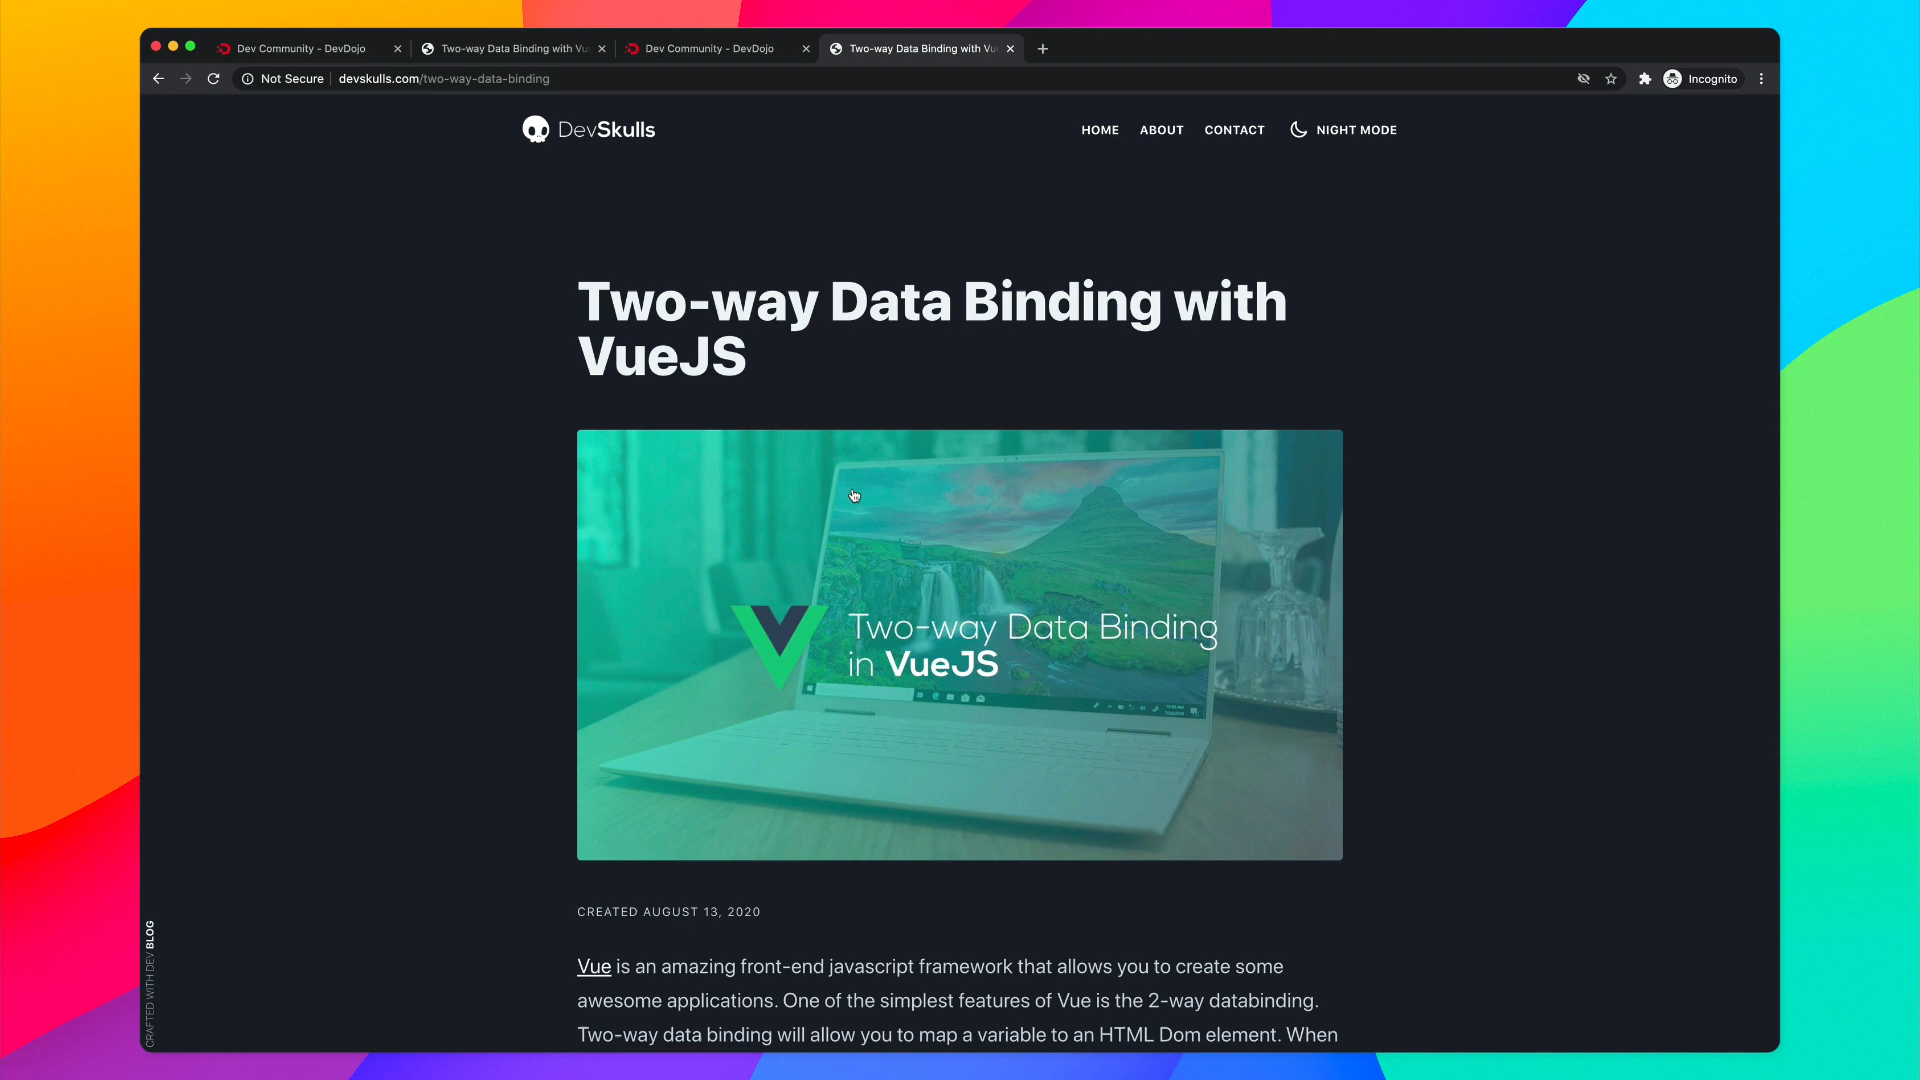 Dev Community - DevDojo
Two-way Data Binding with Vu
Dev Community - DevDojo
Two-way Data Binding with Vu
Not Secure
devskulls.com/two-way-data-binding
Incognito
DevSkulls
HOME
ABOUT
CONTACT
NIGHT MODE
Two-way Data Binding with
VueJS
Two-way Data Binding
in VueJS
CREATED AUGUST 13, 2020
Vue is an amazing front-end javascript framework that allows you to create some
awesome applications. One of the simplest features of Vue is the 2-way databinding.
Two-way data binding will allow you to map a variable to an HTML Dom element. When
CRAFTED WITH DEV BLOG